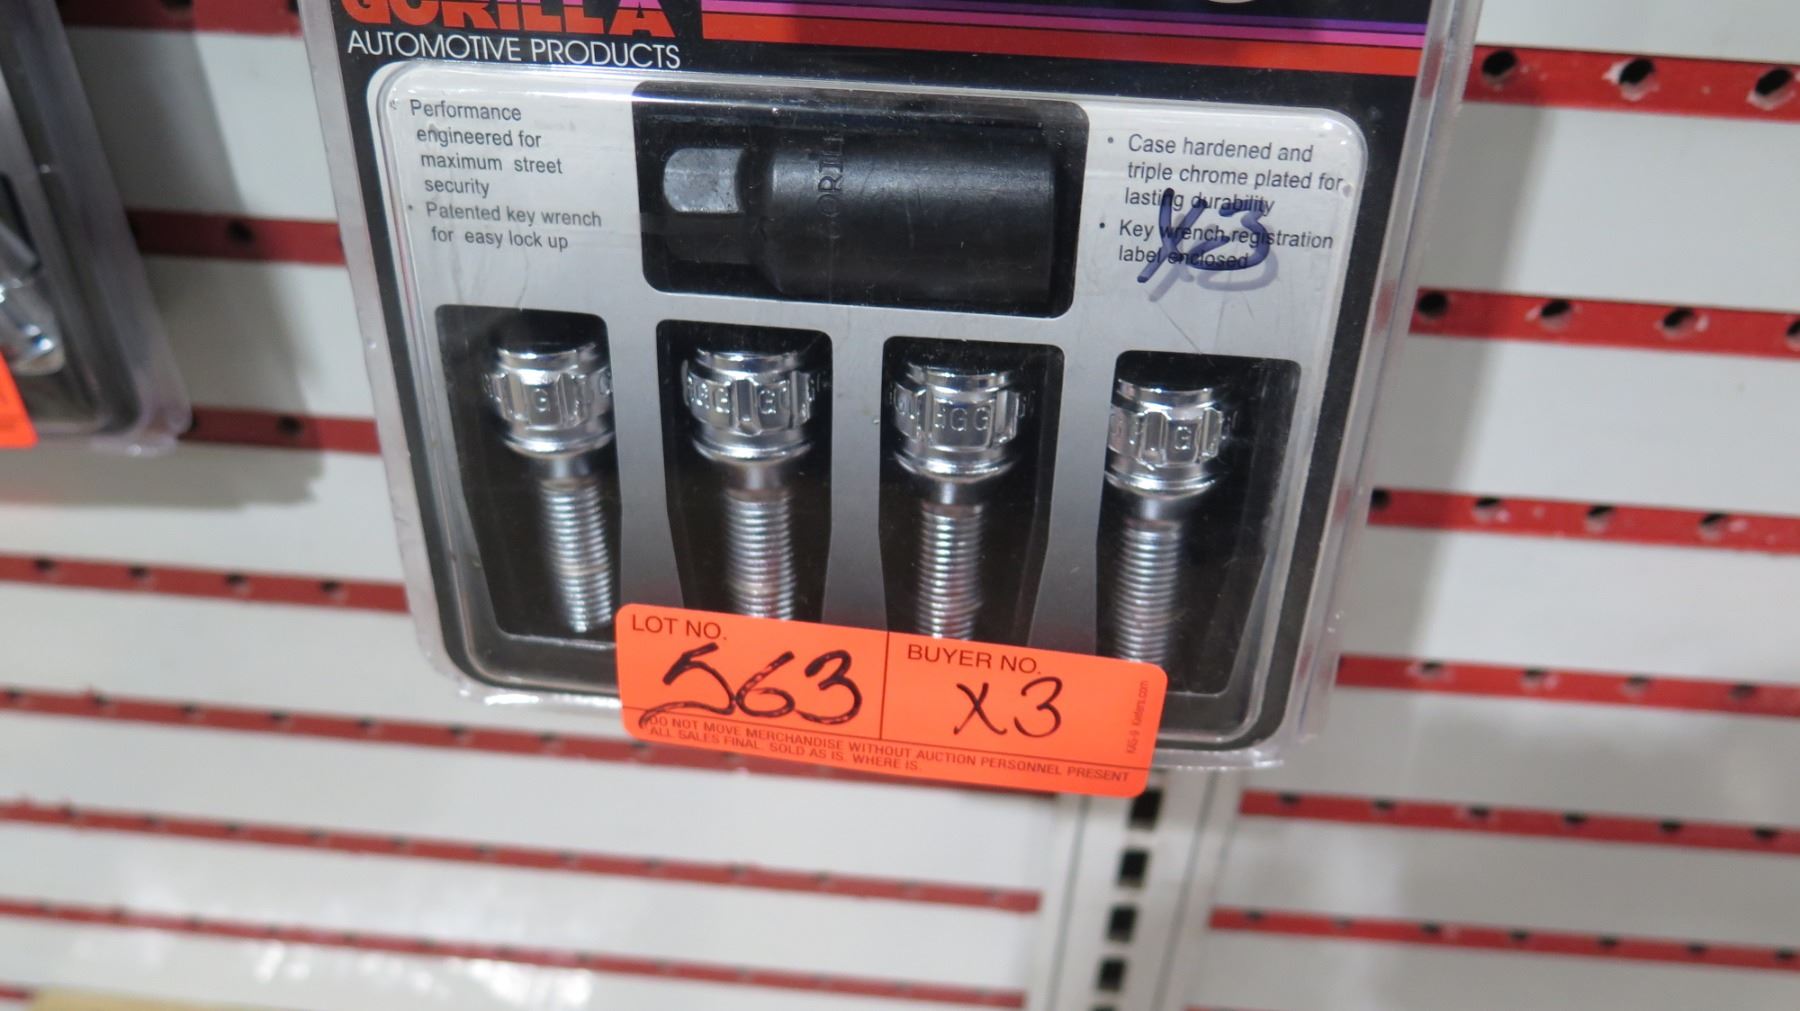 GORILLA
AUTOMOTIVE PRODUCTS
• Performance
engineered for
maximum street
security
• Patented key wrench
for easy lock up
• Case hardened and
triple chrome plated for
lasting durability
• Key wrench registration
label enclosed
X3
LOT NO.
563
BUYER NO.
X3
DO NOT MOVE MERCHANDISE WITHOUT AUCTION PERSONNEL PRESENT
ALL SALES FINAL. SOLD AS IS. WHERE IS.